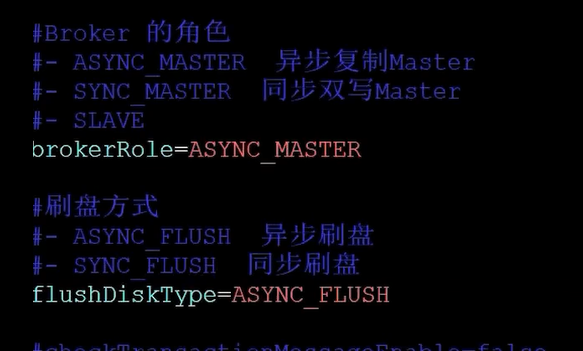 #Broker 的角色
#- ASYNC_MASTER 异步复制Master
#- SYNC_MASTER 同步双写Master
#- SLAVE
brokerRole=ASYNC_MASTER
#刷盘方式
#- ASYNC_FLUSH 异步刷盘
#- SYNC_FLUSH 同步刷盘
flushDiskType=ASYNC_FLUSH
#checkTransactionMessageEnable=false